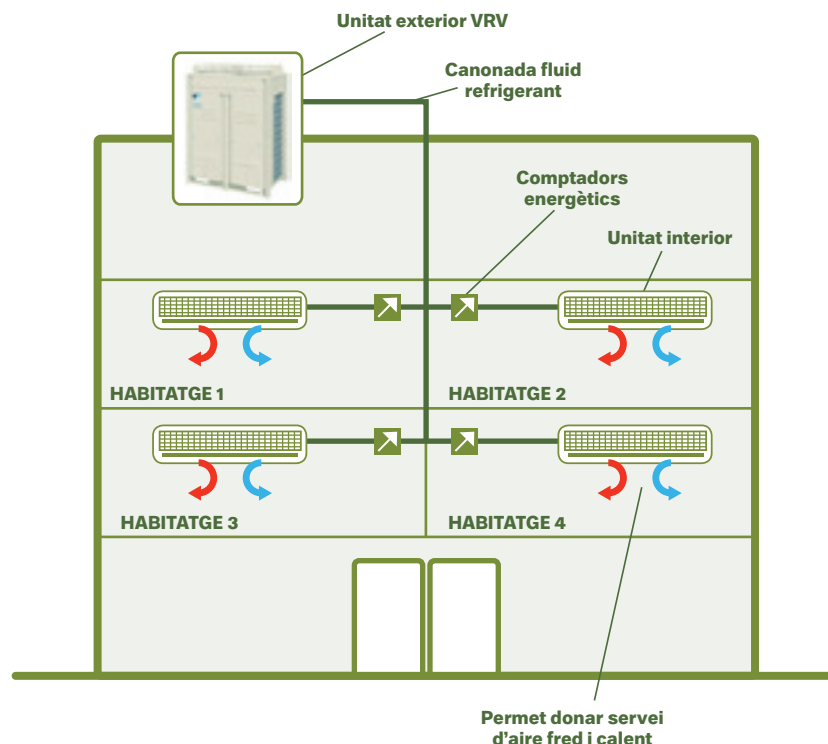 Unitat exterior VRV
Canonada fluid
refrigerant
Comptadors
energètics
Unitat interior
HABITATGE 1
HABITATGE 2
HABITATGE 3
HABITATGE 4
Permet donar servei
d'aire fred i calent